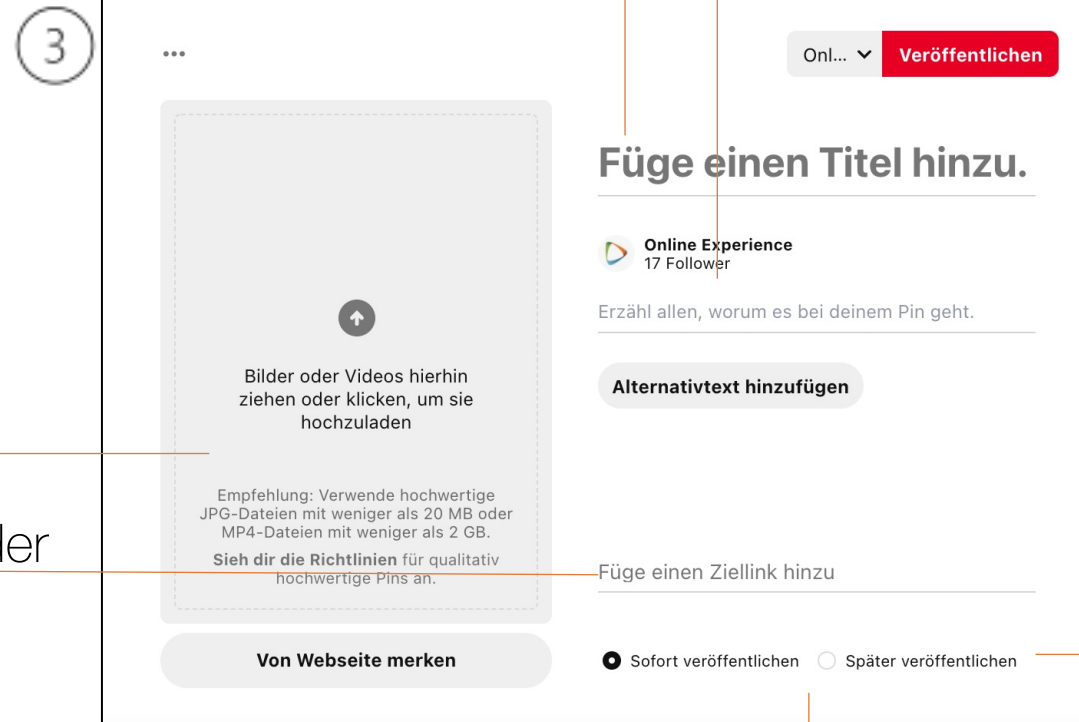 3
...
Onl...
Veröffentlichen
Füge einen Titel hinzu.
Online Experience
17 Follower
Erzähl allen, worum es bei deinem Pin geht.
Alternativtext hinzufügen
Bilder oder Videos hierhin
ziehen oder klicken, um sie
hochzuladen
Empfehlung: Verwende hochwertige
JPG-Dateien mit weniger als 20 MB oder
MP4-Dateien mit weniger als 2 GB.
Sieh dir die Richtlinien für qualitativ
hochwertige Pins an.
Von Webseite merken
Füge einen Ziellink hinzu
Sofort veröffentlichen
Später veröffentlichen